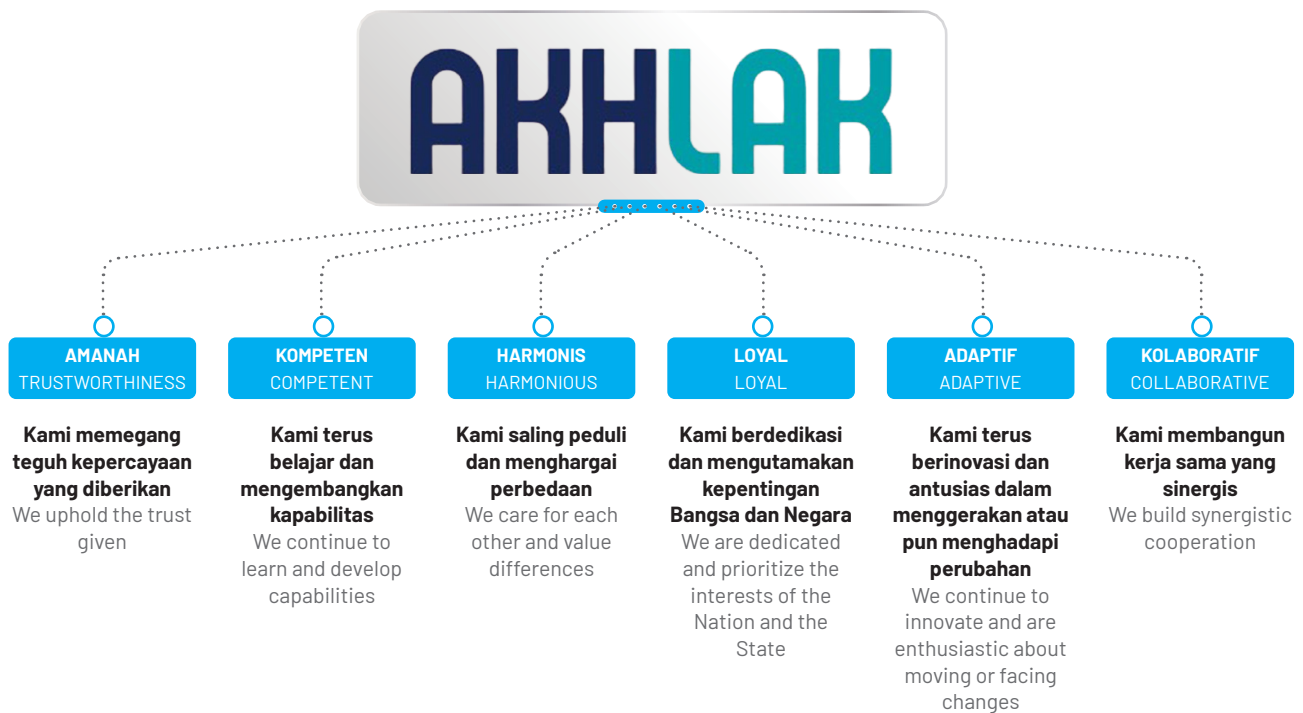 AKHLAK
AMANAH
TRUSTWORTHINESS
Kami memegang
teguh kepercayaan
yang diberikan
We uphold the trust
given
KOMPETEN
COMPETENT
Kami terus
belajar dan
mengembangkan
kapabilitas
We continue to
learn and develop
capabilities
HARMONIS
HARMONIOUS
Kami saling peduli
dan menghargai
perbedaan
We care for each
other and value
differences
LOYAL
LOYAL
Kami berdedikasi
dan mengutamakan
kepentingan
Bangsa dan Negara
We are dedicated
and prioritize the
interests of the
Nation and the
State
ADAPTIF
ADAPTIVE
Kami terus
berinovasi dan
antusias dalam
menggerakan atau
pun menghadapi
perubahan
We continue to
innovate and are
enthusiastic about
moving or facing
changes
KOLABORATIF
COLLABORATIVE
Kami membangun
kerja sama yang
sinergis
We build synergistic
cooperation